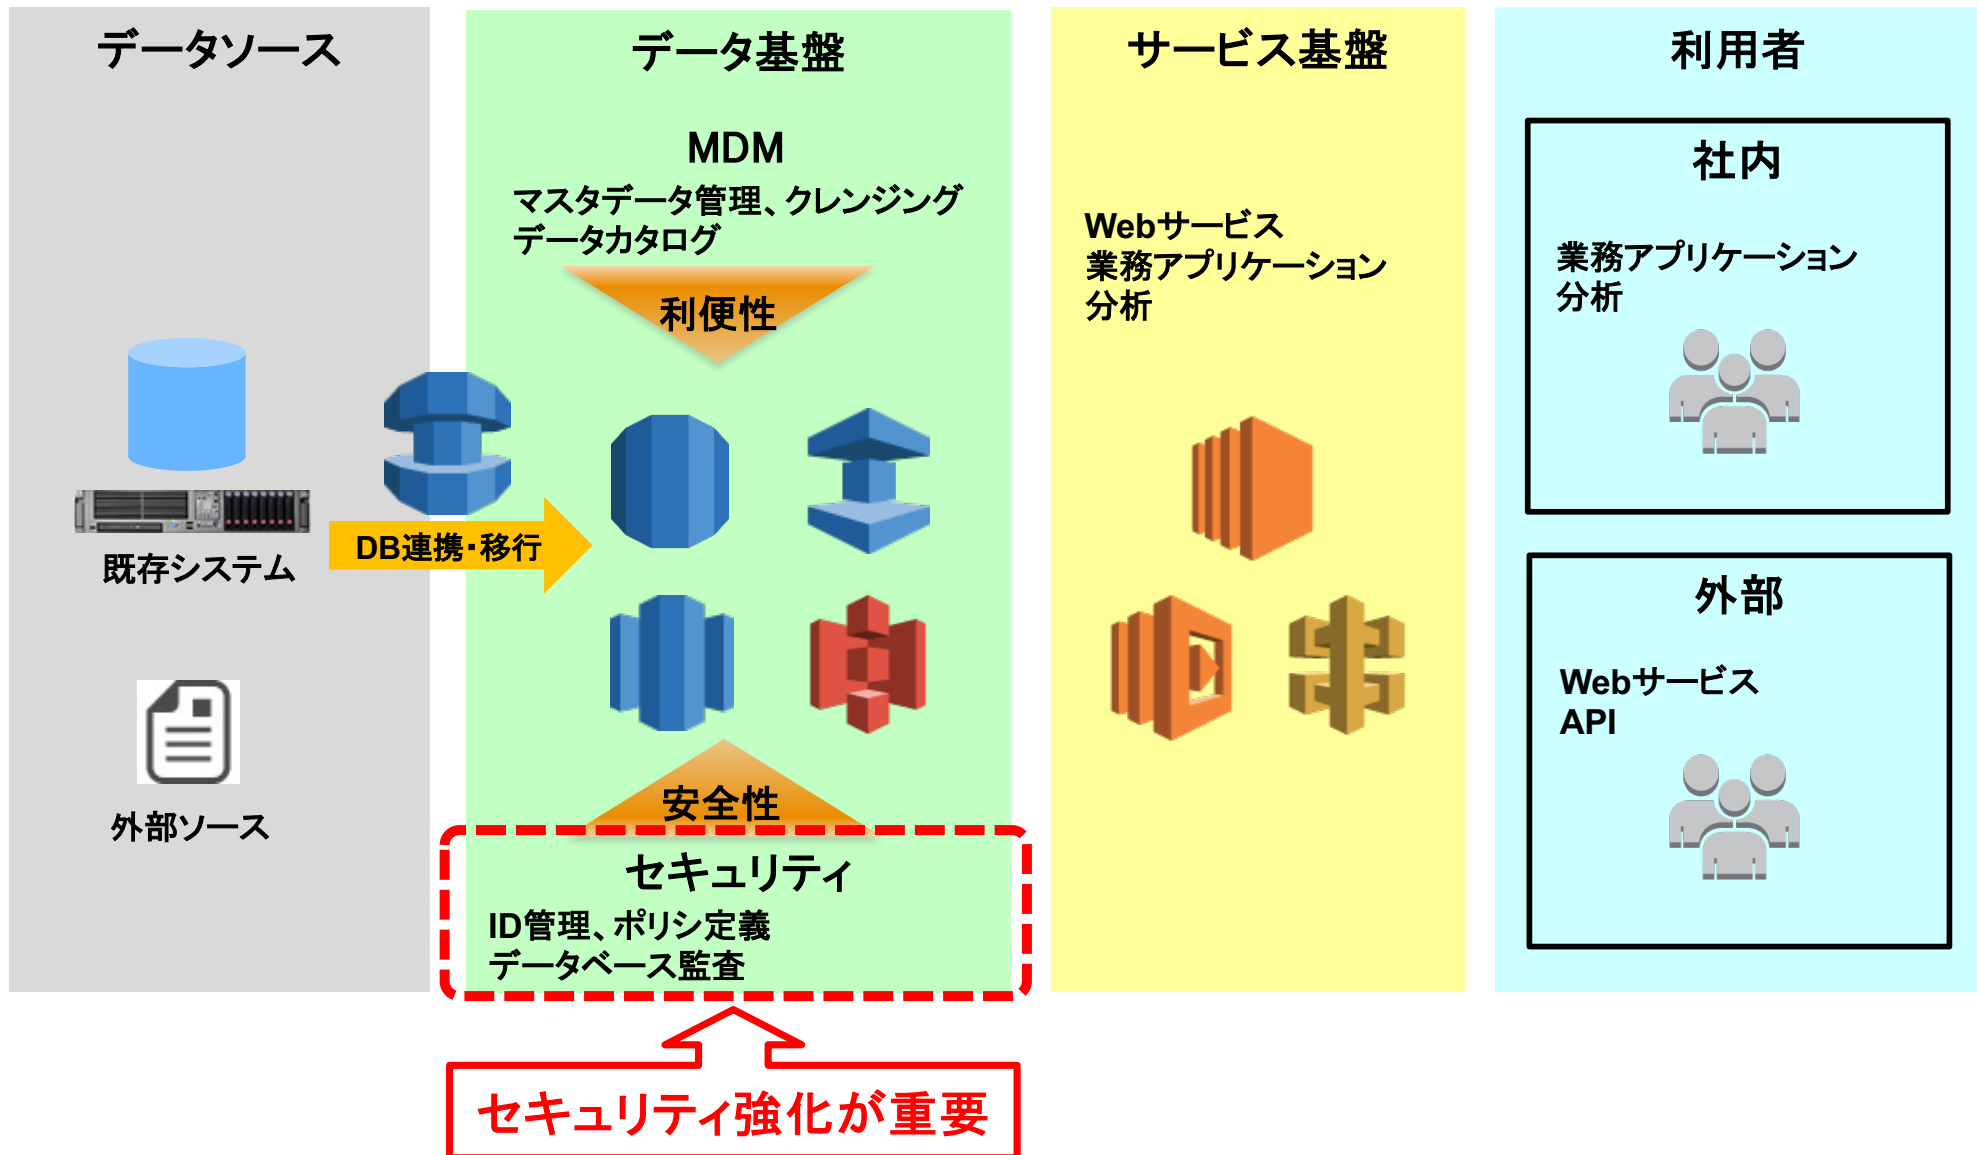 データソース
既存システム
外部ソース
DB連携・移行
データ基盤
MDM
マスタデータ管理、クレンジング
データカタログ
利便性
安全性
セキュリティ
ID管理、ポリシ定義
データベース監査
セキュリティ強化が重要
サービス基盤
Webサービス
業務アプリケーション
分析
利用者
社内
業務アプリケーション
分析
外部
Webサービス
API